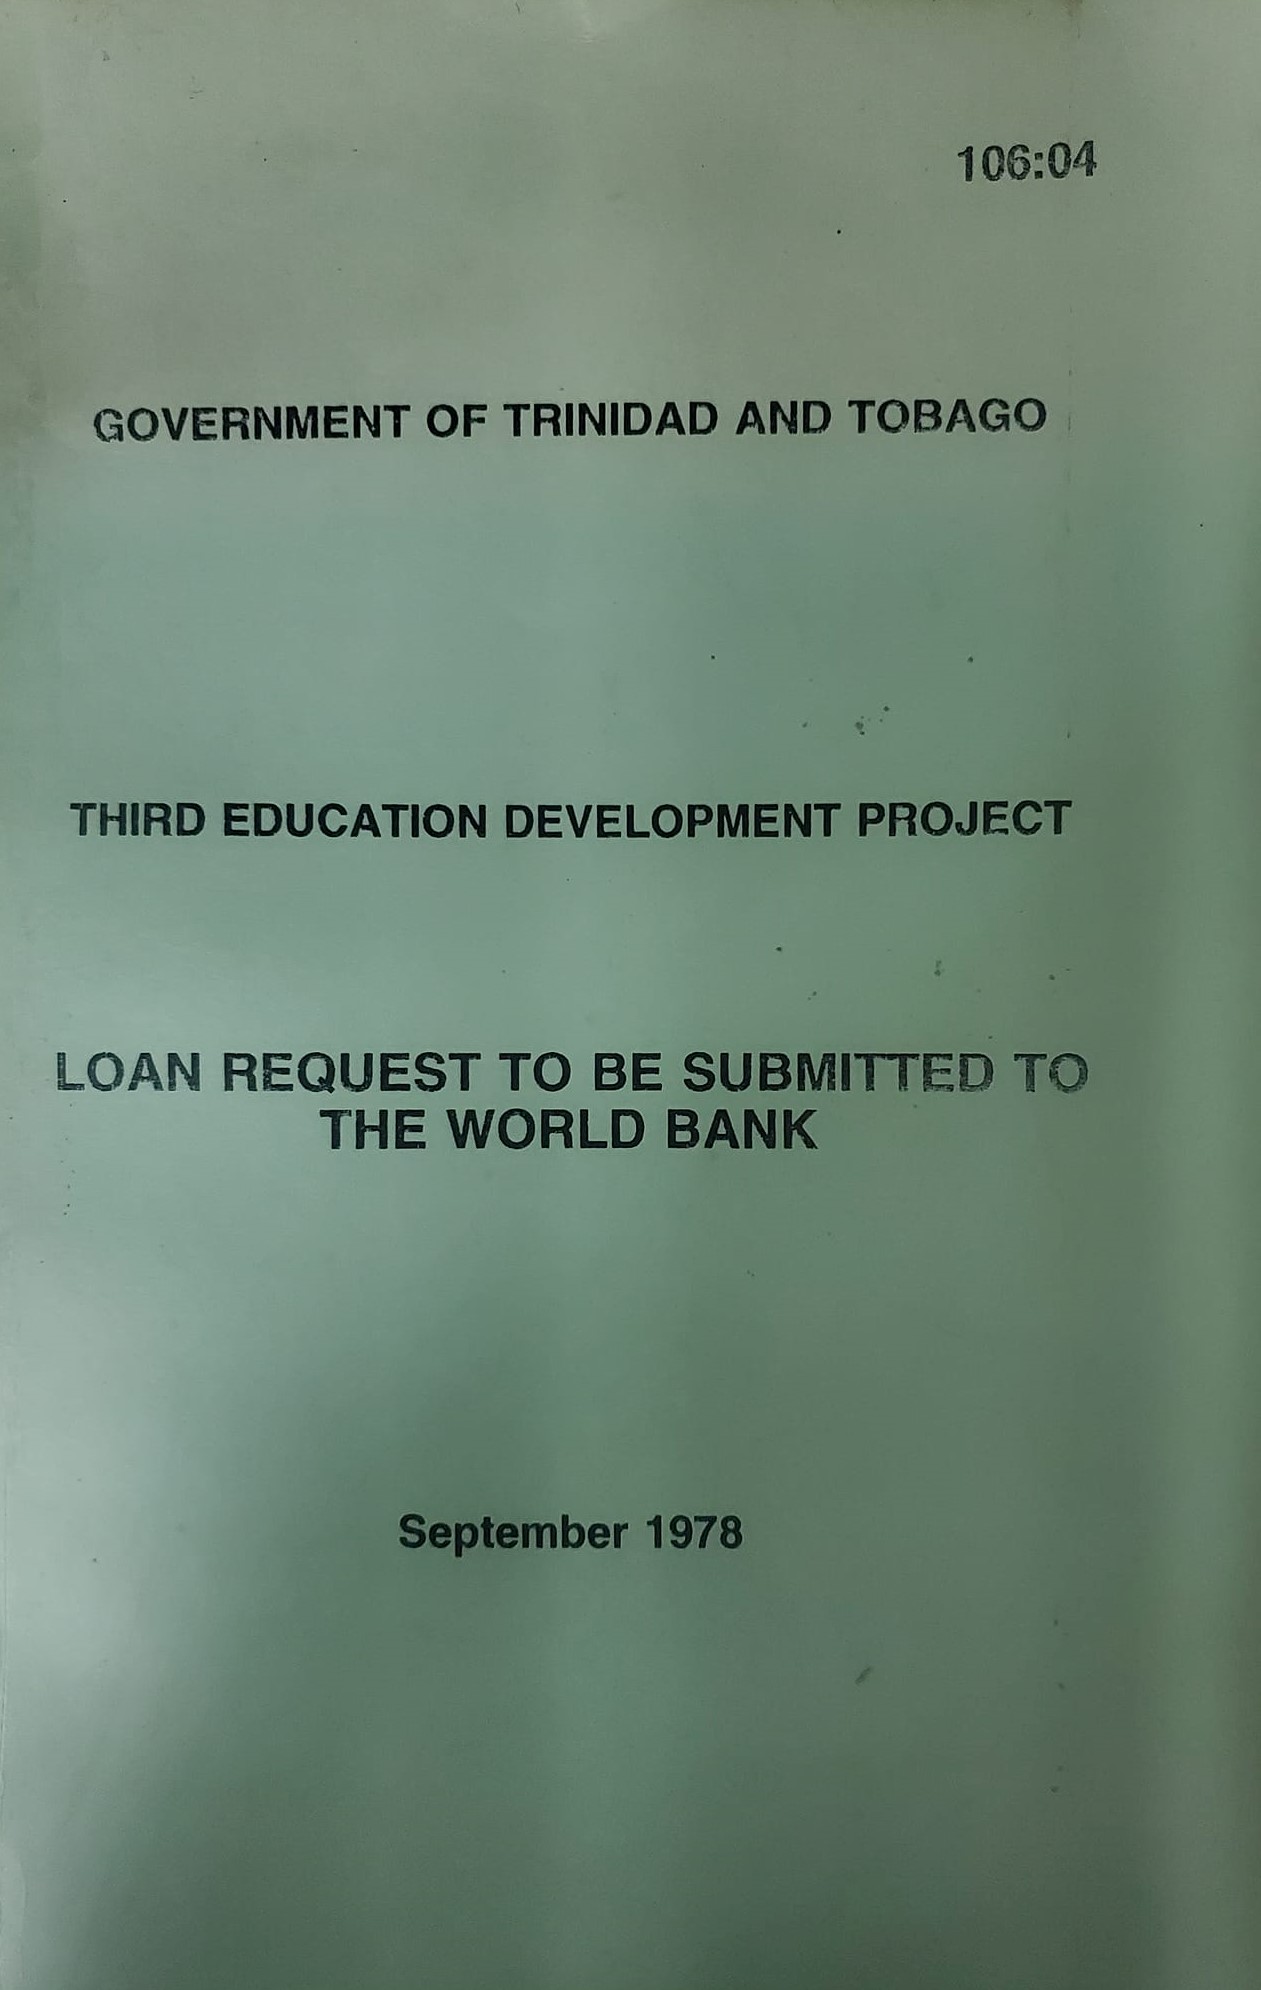 106:04
GOVERNMENT OF TRINIDAD AND TOBAGO
THIRD EDUCATION DEVELOPMENT PROJECT
LOAN REQUEST TO BE SUBMITTED TO
THE WORLD BANK
September 1978